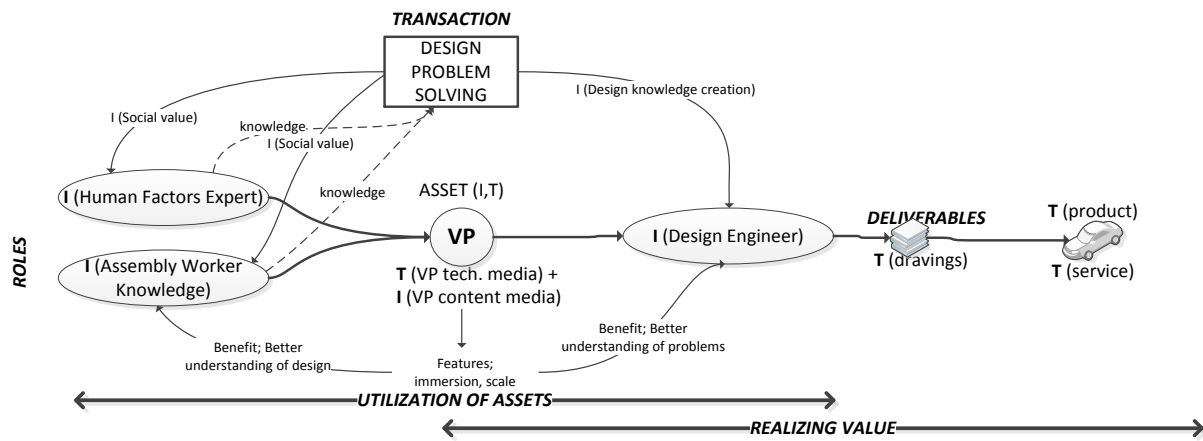 TRANSACTION
DESIGN
PROBLEM
SOLVING
I (Design knowledge creation)
I (Social value)
knowledge
I (Social value)
knowledge
I (Human Factors Expert)
ASSET (I,T)
VP
I (Design Engineer)
DELIVERABLES
T (dravings)
T (product)
T (service)
ROLES
I (Assembly Worker
Knowledge)
T (VP tech. media) +
I (VP content media)
Benefit; Better
understanding of design
Features;
immersion, scale
Benefit; Better
understanding of problems
UTILIZATION OF ASSETS
REALIZING VALUE